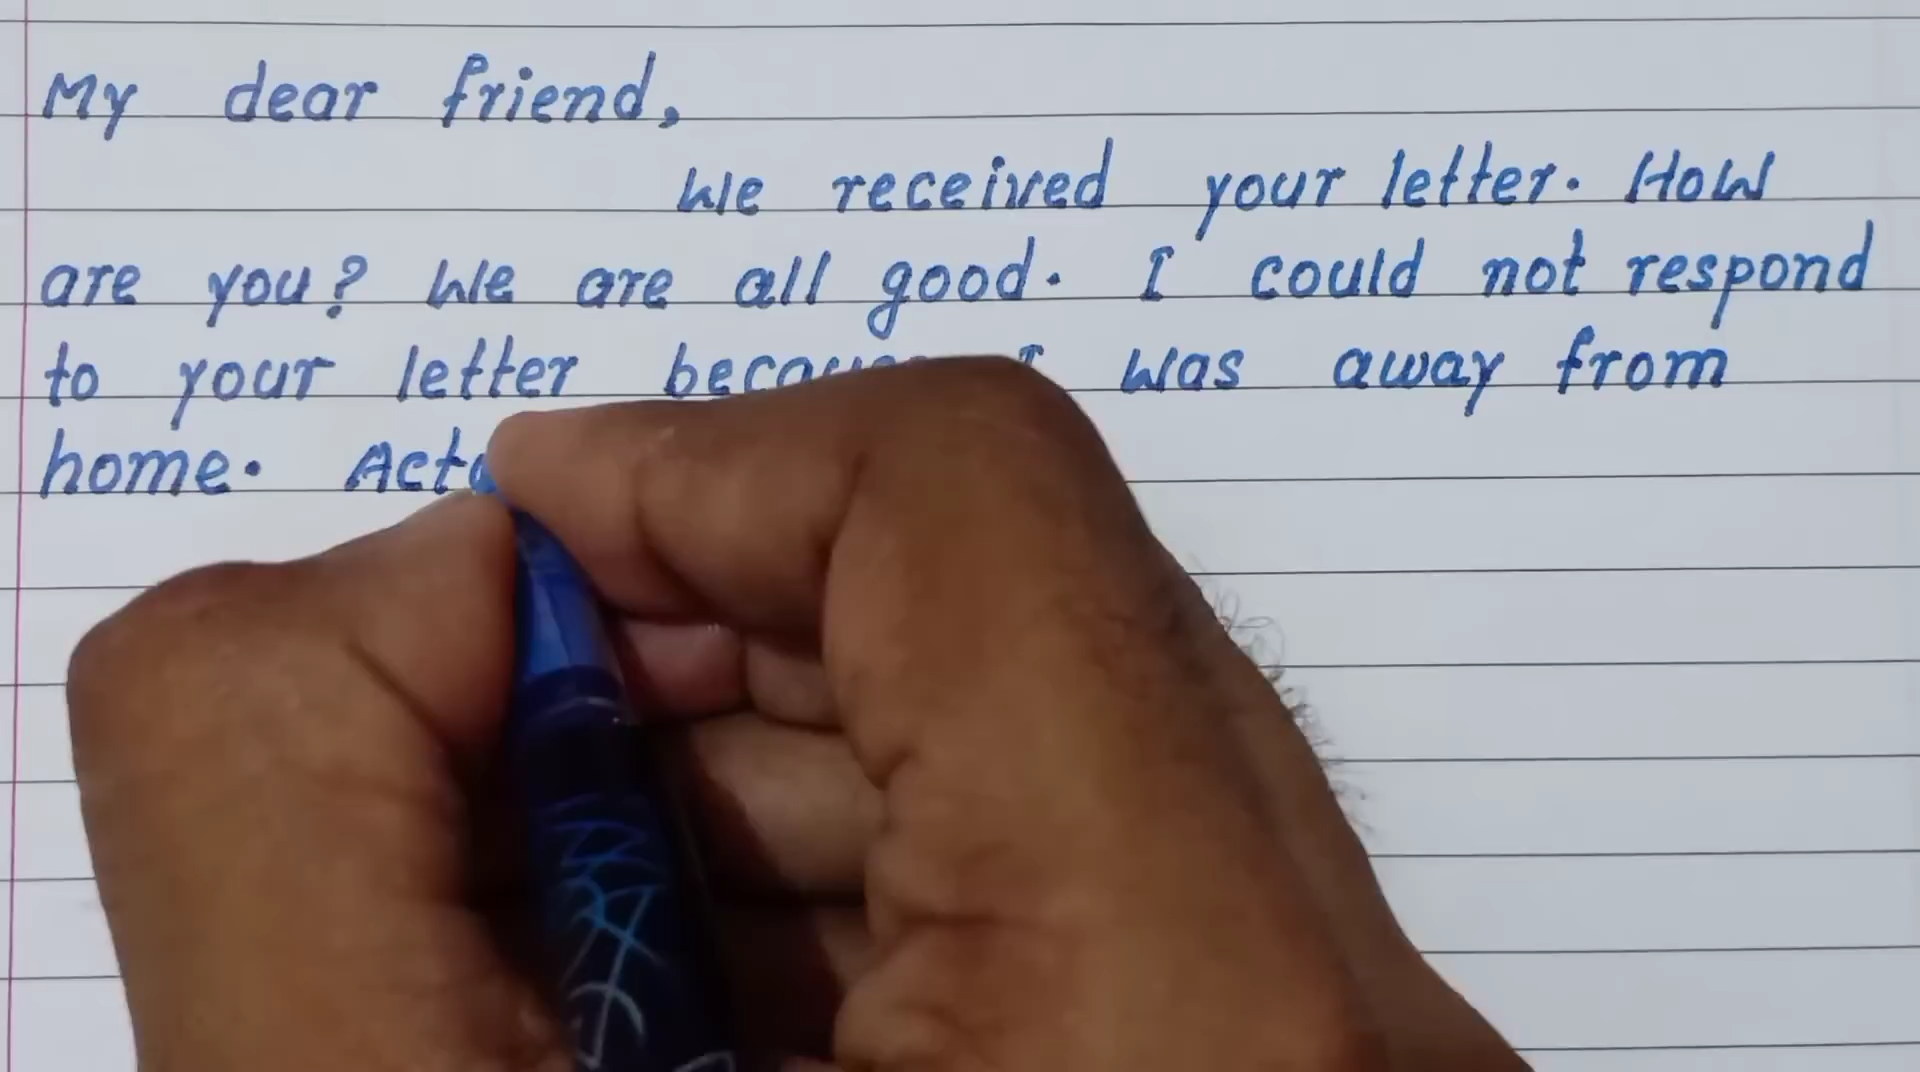 My dear friend,
We received your letter. How
are you? We are all good. I could not respond
to your letter I was away from
home.